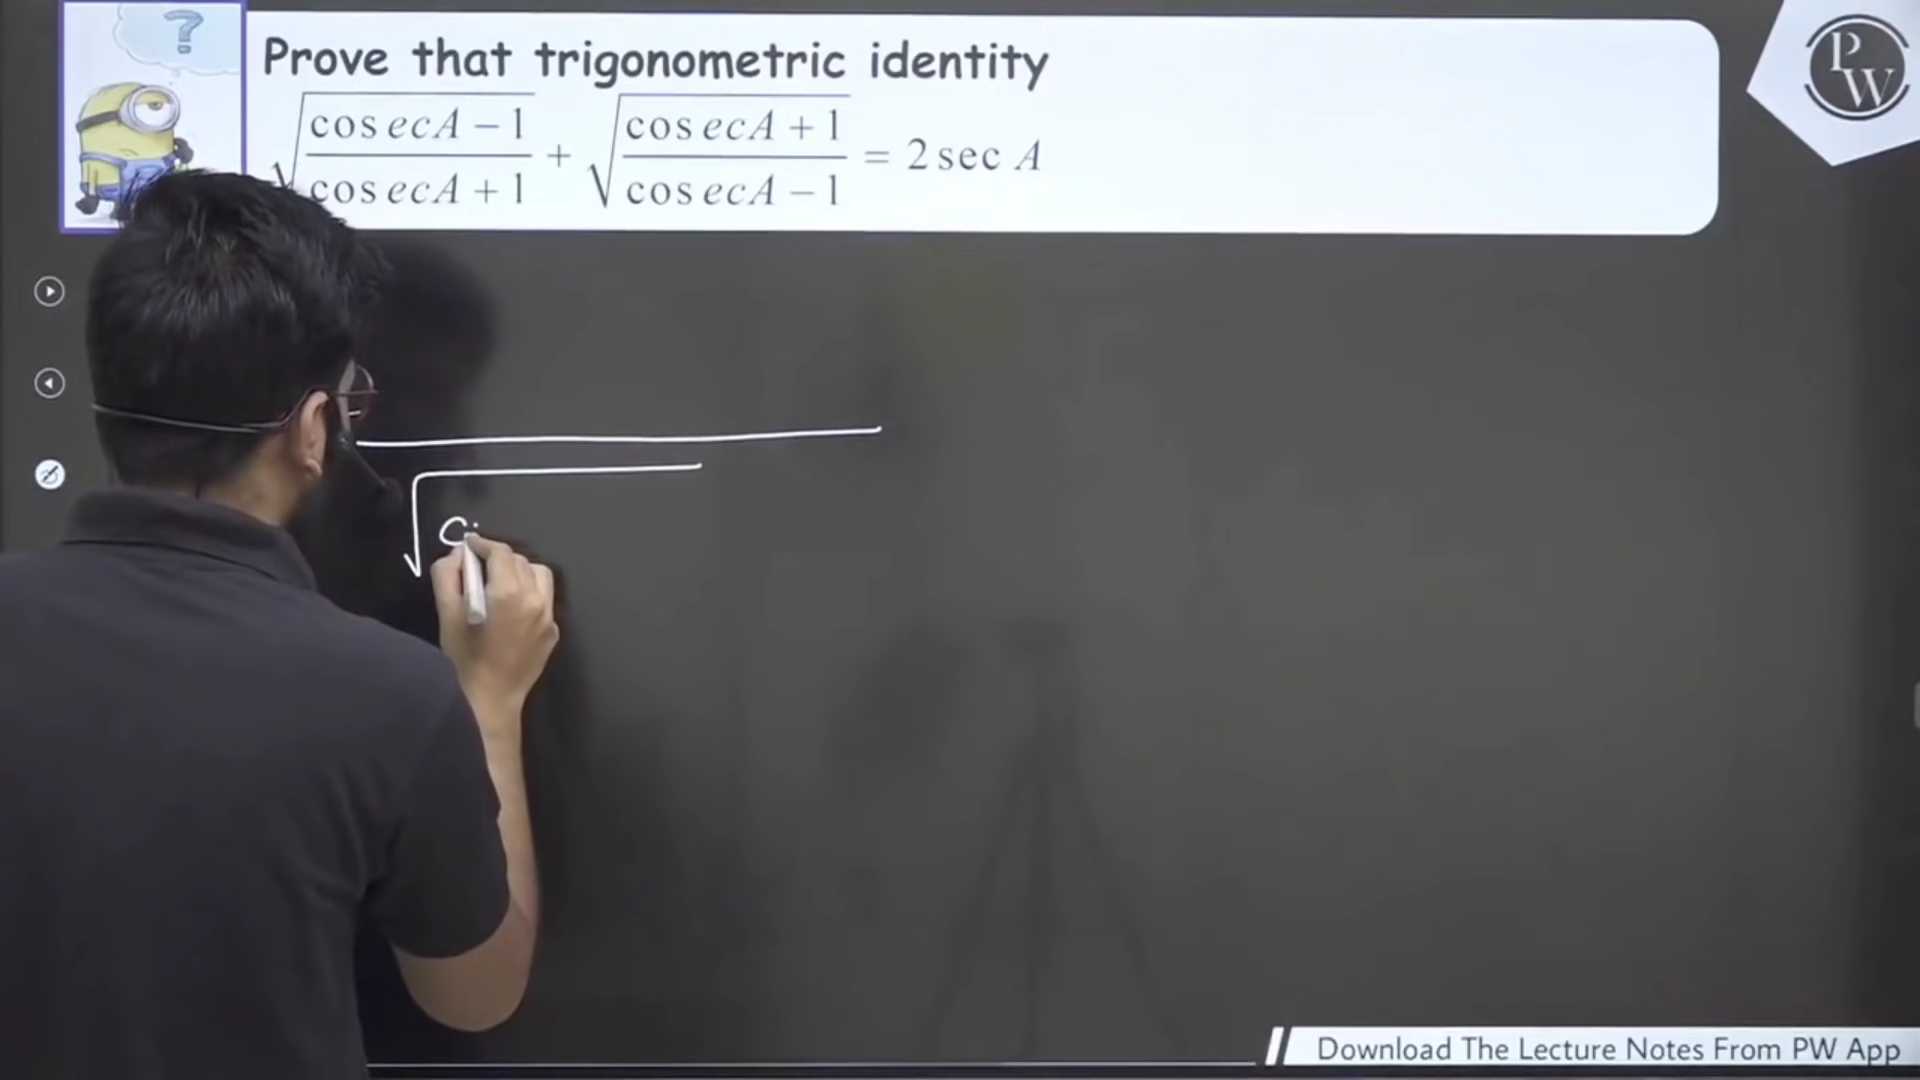 ?
Prove that trigonometric identity
√((cosecA – 1)/(cosecA + 1)) + √((cosecA + 1)/(cosecA – 1)) = 2 sec A
PW
√ C
Download The Lecture Notes From PW App